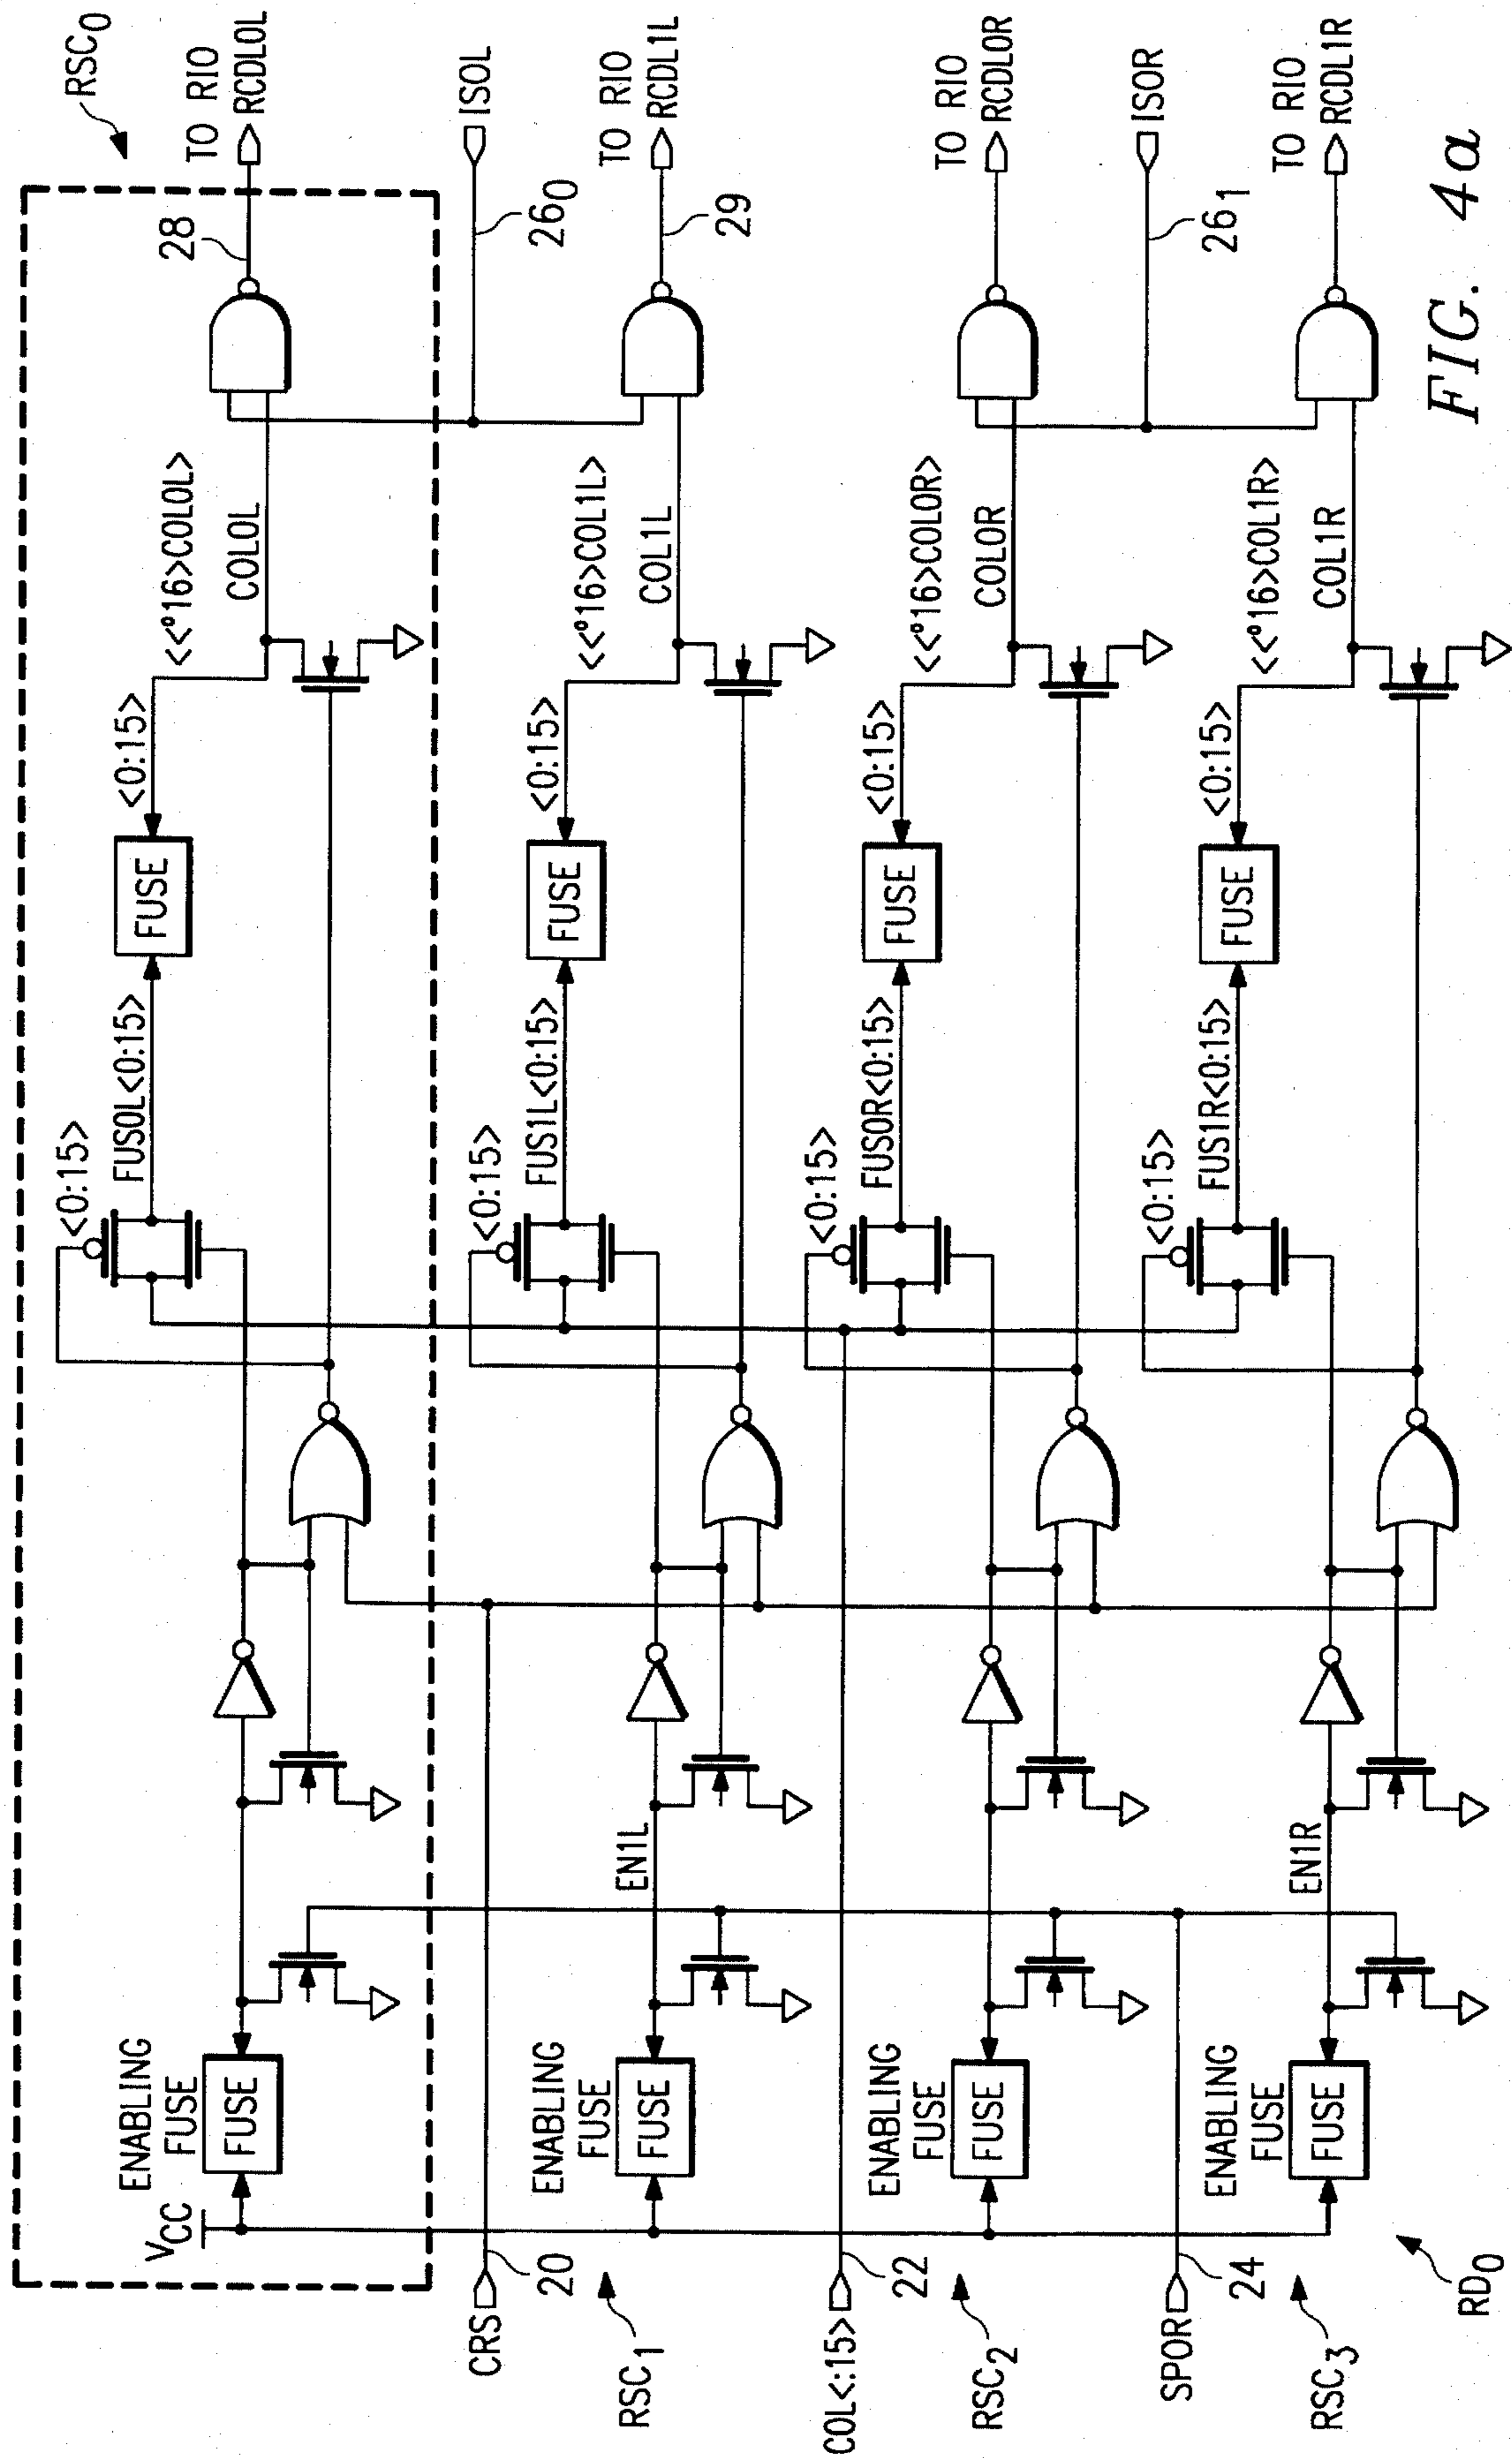 RSC0
VCC
ENABLING
FUSE
FUSE
<0:15>
FUS0L<0:15>
FUSE
<0:15>
<<°16>COL0L>
COL0L
28
TO RIO
RCDL0L
CRS
20
260
ISOL
RSC1
ENABLING
FUSE
FUSE
EN1L
<0:15>
FUS1L<0:15>
FUSE
<0:15>
<<°16>COL1L>
COL1L
29
TO RIO
RCDL1L
COL<:15>
22
RSC2
ENABLING
FUSE
FUSE
<0:15>
FUS0R<0:15>
FUSE
<0:15>
<<°16>COL0R>
COL0R
TO RIO
RCDL0R
SPOR
24
261
ISOR
RSC3
ENABLING
FUSE
FUSE
EN1R
<0:15>
FUS1R<0:15>
FUSE
<0:15>
<<°16>COL1R>
COL1R
TO RIO
RCDL1R
RD0
FIG. 4a